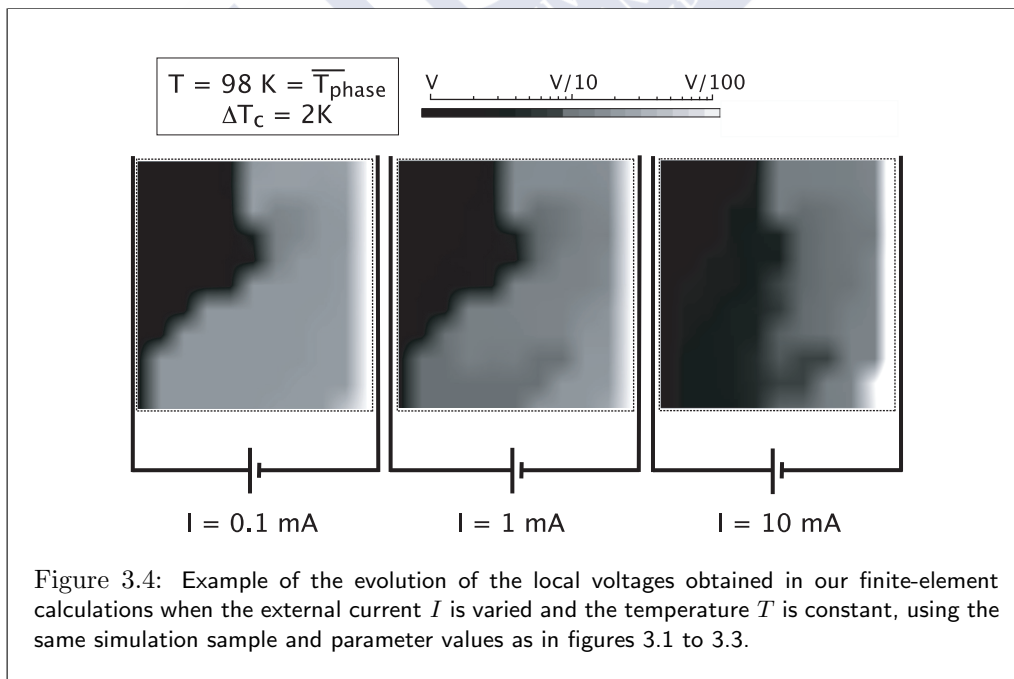 T = 98 K = T̅phase
ΔTc = 2K
V V/10 V/100
I = 0.1 mA I = 1 mA I = 10 mA
Figure 3.4: Example of the evolution of the local voltages obtained in our finite-element
calculations when the external current I is varied and the temperature T is constant, using the
same simulation sample and parameter values as in figures 3.1 to 3.3.